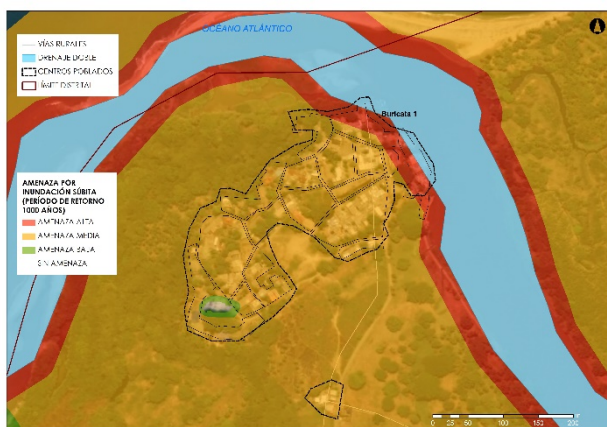 OCÉANO ATLÁNTICO
VÍAS RURALES
DRENAJE DOBLE
CENTROS POBLADOS
LÍMITE DISTRITAL
Buricata 1
AMENAZA POR
INUNDACIÓN SÚBITA
(PERÍODO DE RETORNO
1000 AÑOS)
AMENAZA ALTA
AMENAZA MEDIA
AMENAZA BAJA
SIN AMENAZA
0 25 50 100 150 200